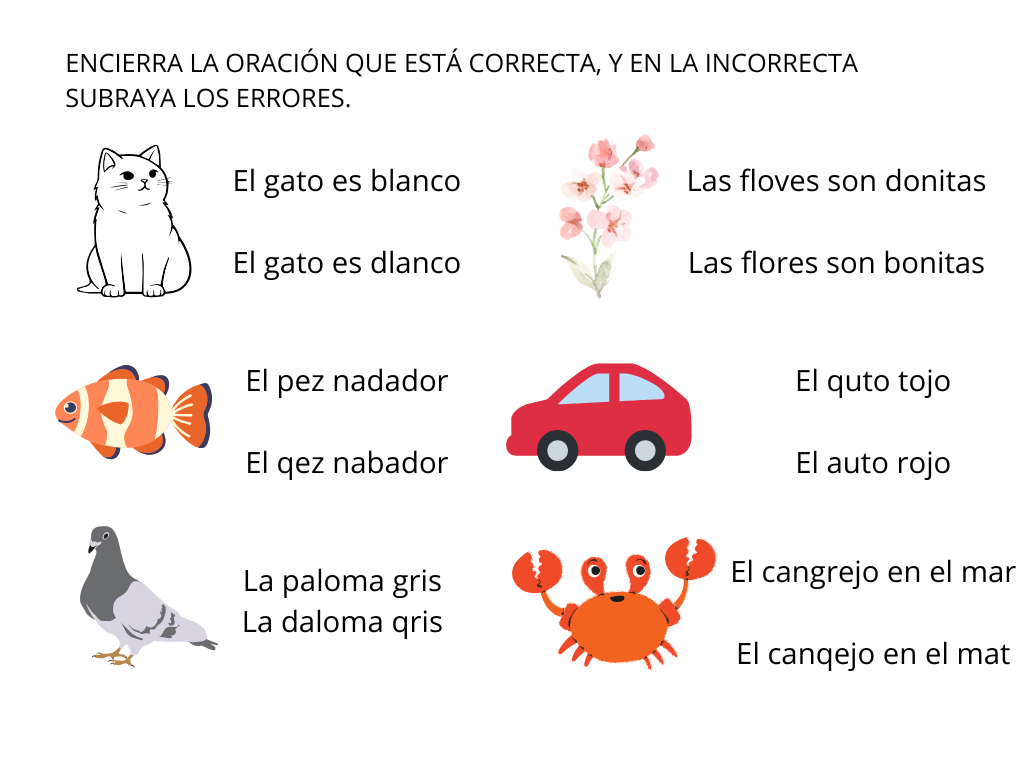 ENCIERRA LA ORACIÓN QUE ESTÁ CORRECTA, Y EN LA INCORRECTA
SUBRAYA LOS ERRORES.
El gato es blanco
El gato es dlanco
Las floves son donitas
Las flores son bonitas
El pez nadador
El qez nabador
El quto tojo
El auto rojo
La paloma gris
La daloma qris
El cangrejo en el mar
El canqejo en el mat